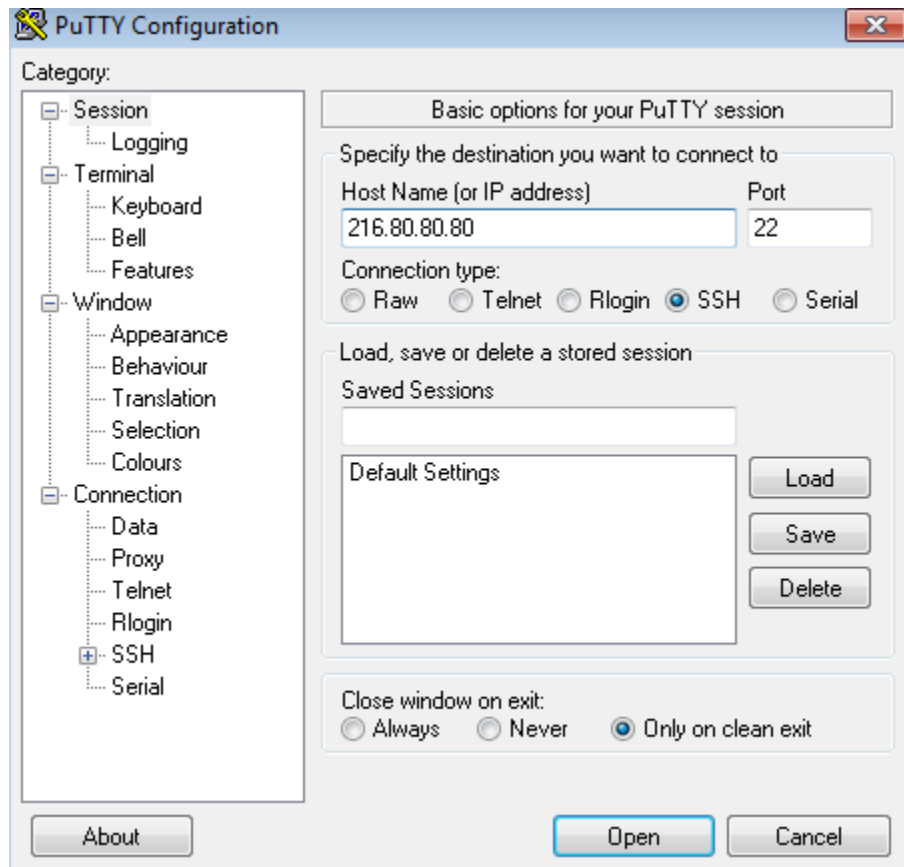 PuTTY Configuration
Category:
Session
Logging
Terminal
Keyboard
Bell
Features
Window
Appearance
Behaviour
Translation
Selection
Colours
Connection
Data
Proxy
Telnet
Rlogin
SSH
Serial
Basic options for your PuTTY session
Specify the destination you want to connect to
Host Name (or IP address) Port
216.80.80.80 22
Connection type:
Raw Telnet Rlogin SSH Serial
Load, save or delete a stored session
Saved Sessions
Default Settings
Load
Save
Delete
Close window on exit:
Always Never Only on clean exit
About Open Cancel